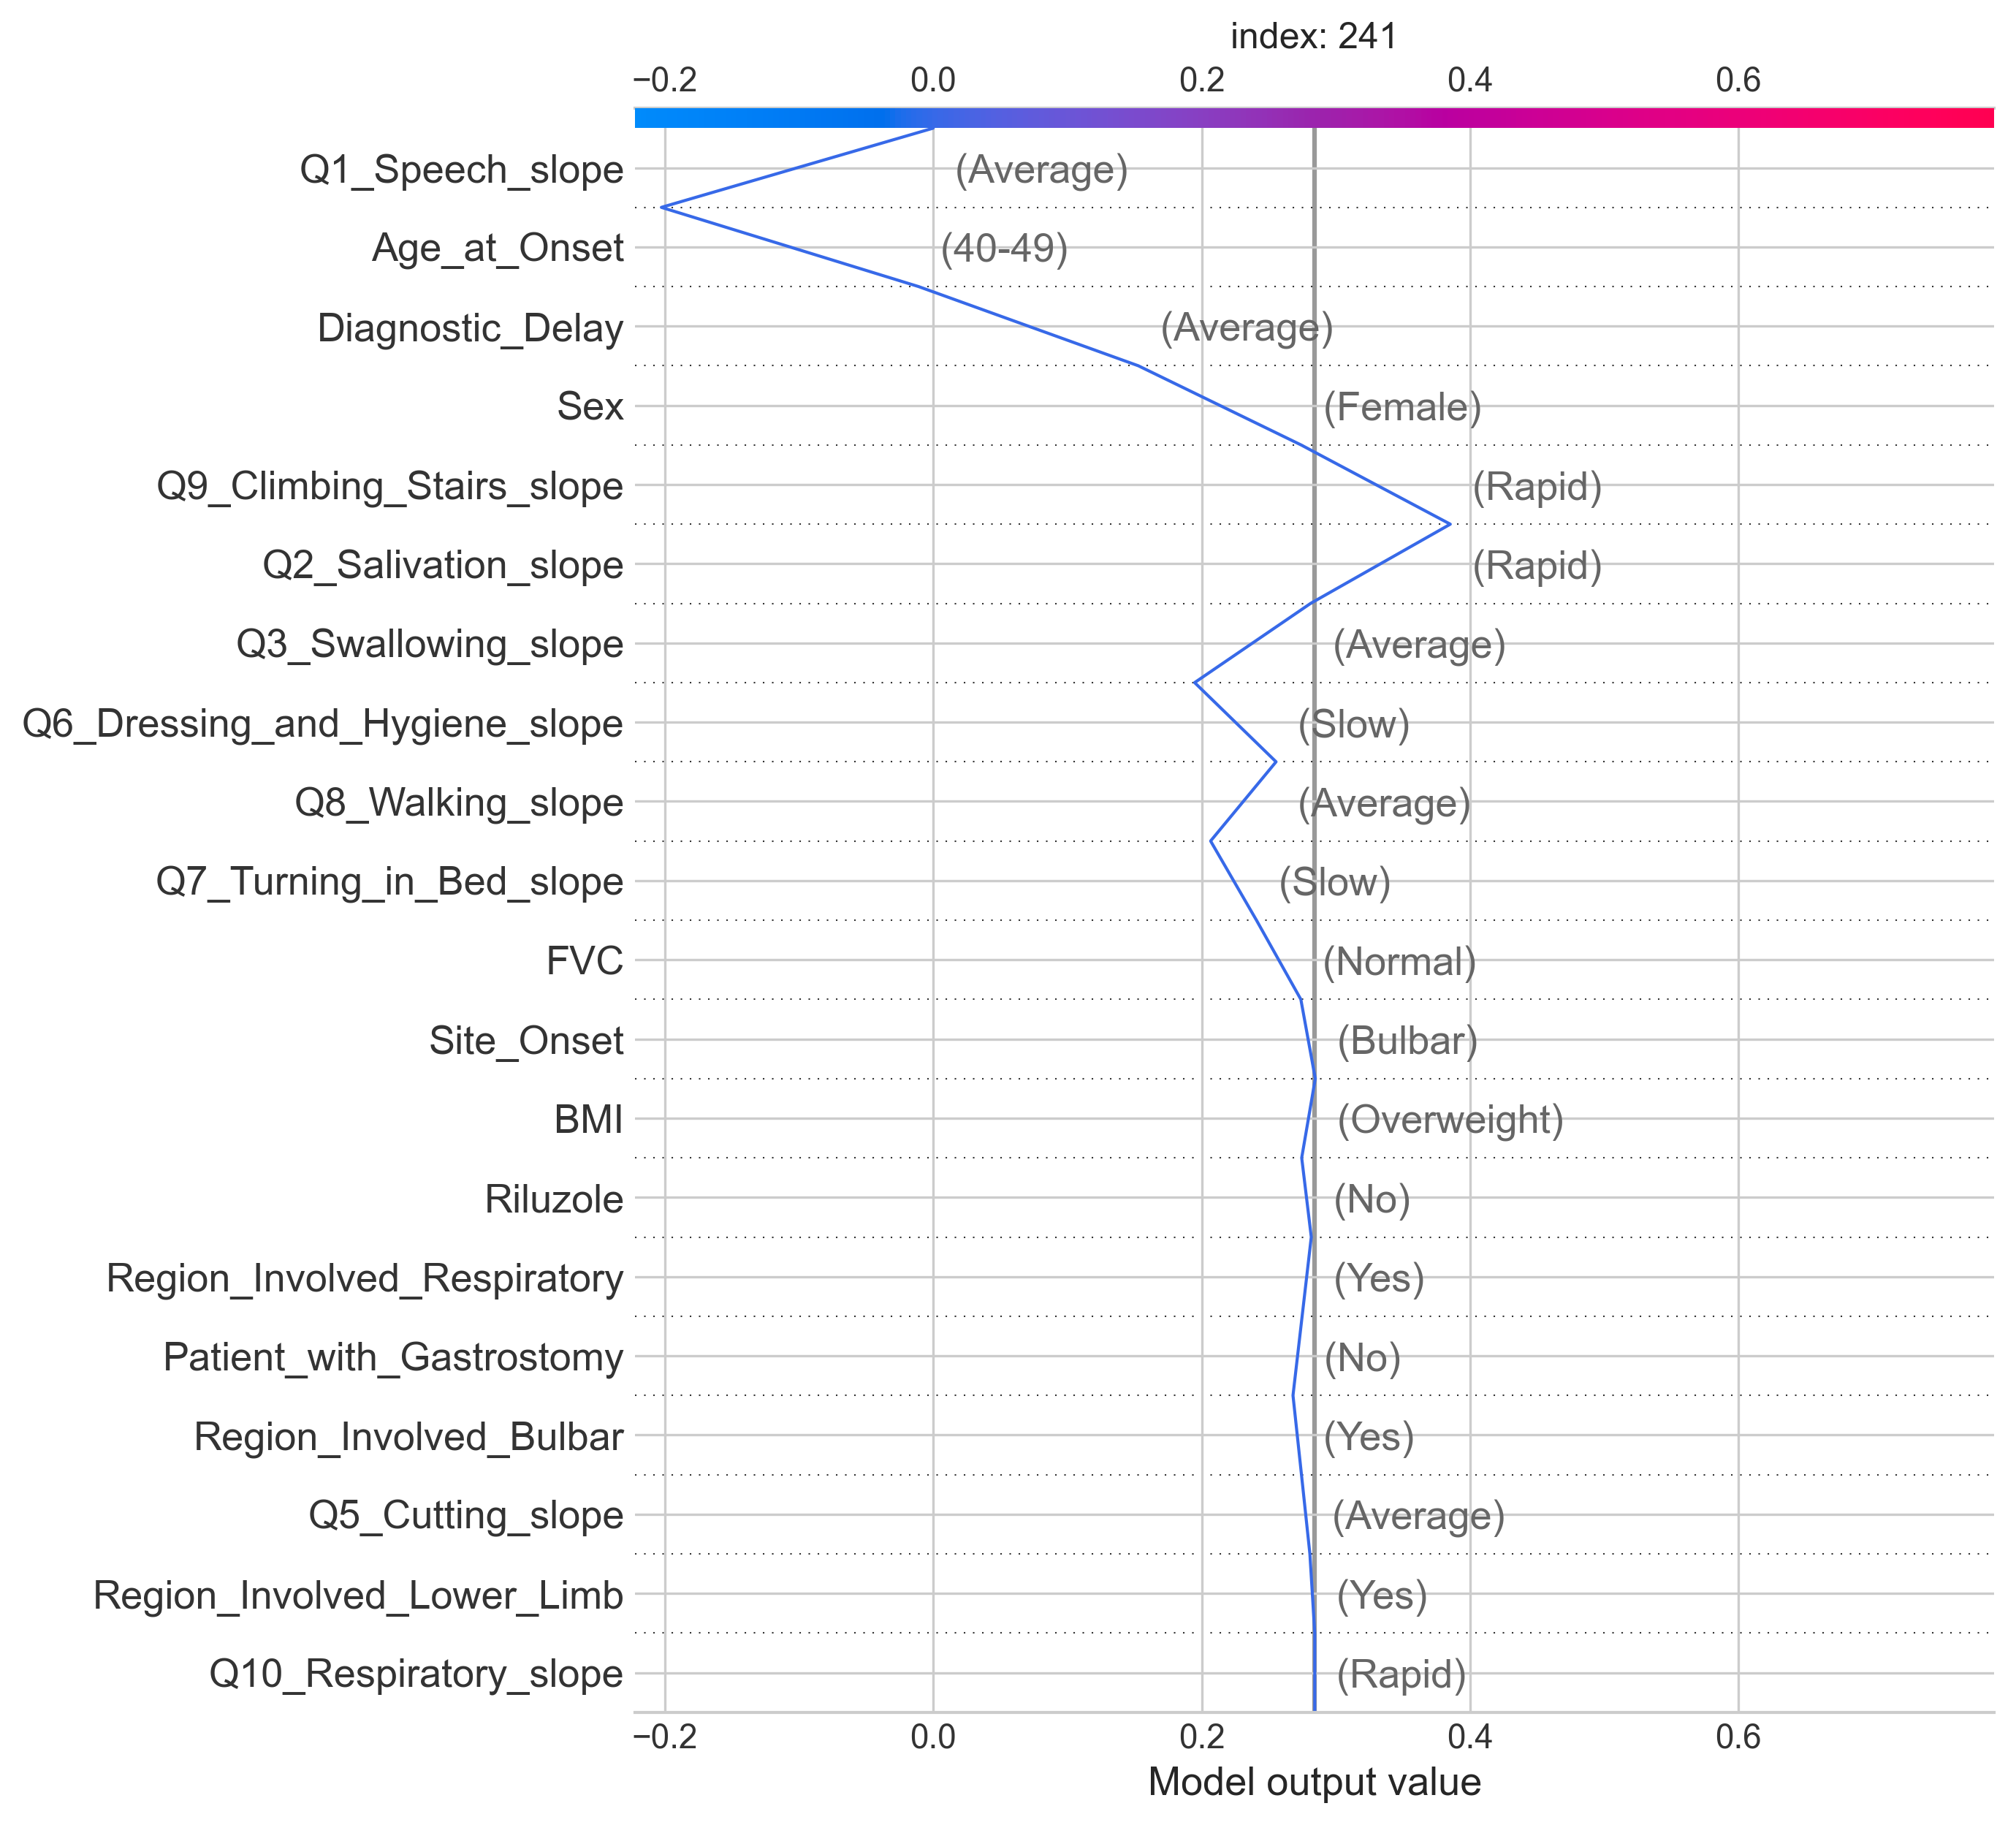 index: 241
−0.2 0.0 0.2 0.4 0.6
Q1_Speech_slope (Average)
Age_at_Onset (40-49)
Diagnostic_Delay (Average)
Sex (Female)
Q9_Climbing_Stairs_slope (Rapid)
Q2_Salivation_slope (Rapid)
Q3_Swallowing_slope (Average)
Q6_Dressing_and_Hygiene_slope (Slow)
Q8_Walking_slope (Average)
Q7_Turning_in_Bed_slope (Slow)
FVC (Normal)
Site_Onset (Bulbar)
BMI (Overweight)
Riluzole (No)
Region_Involved_Respiratory (Yes)
Patient_with_Gastrostomy (No)
Region_Involved_Bulbar (Yes)
Q5_Cutting_slope (Average)
Region_Involved_Lower_Limb (Yes)
Q10_Respiratory_slope (Rapid)
−0.2 0.0 0.2 0.4 0.6
Model output value